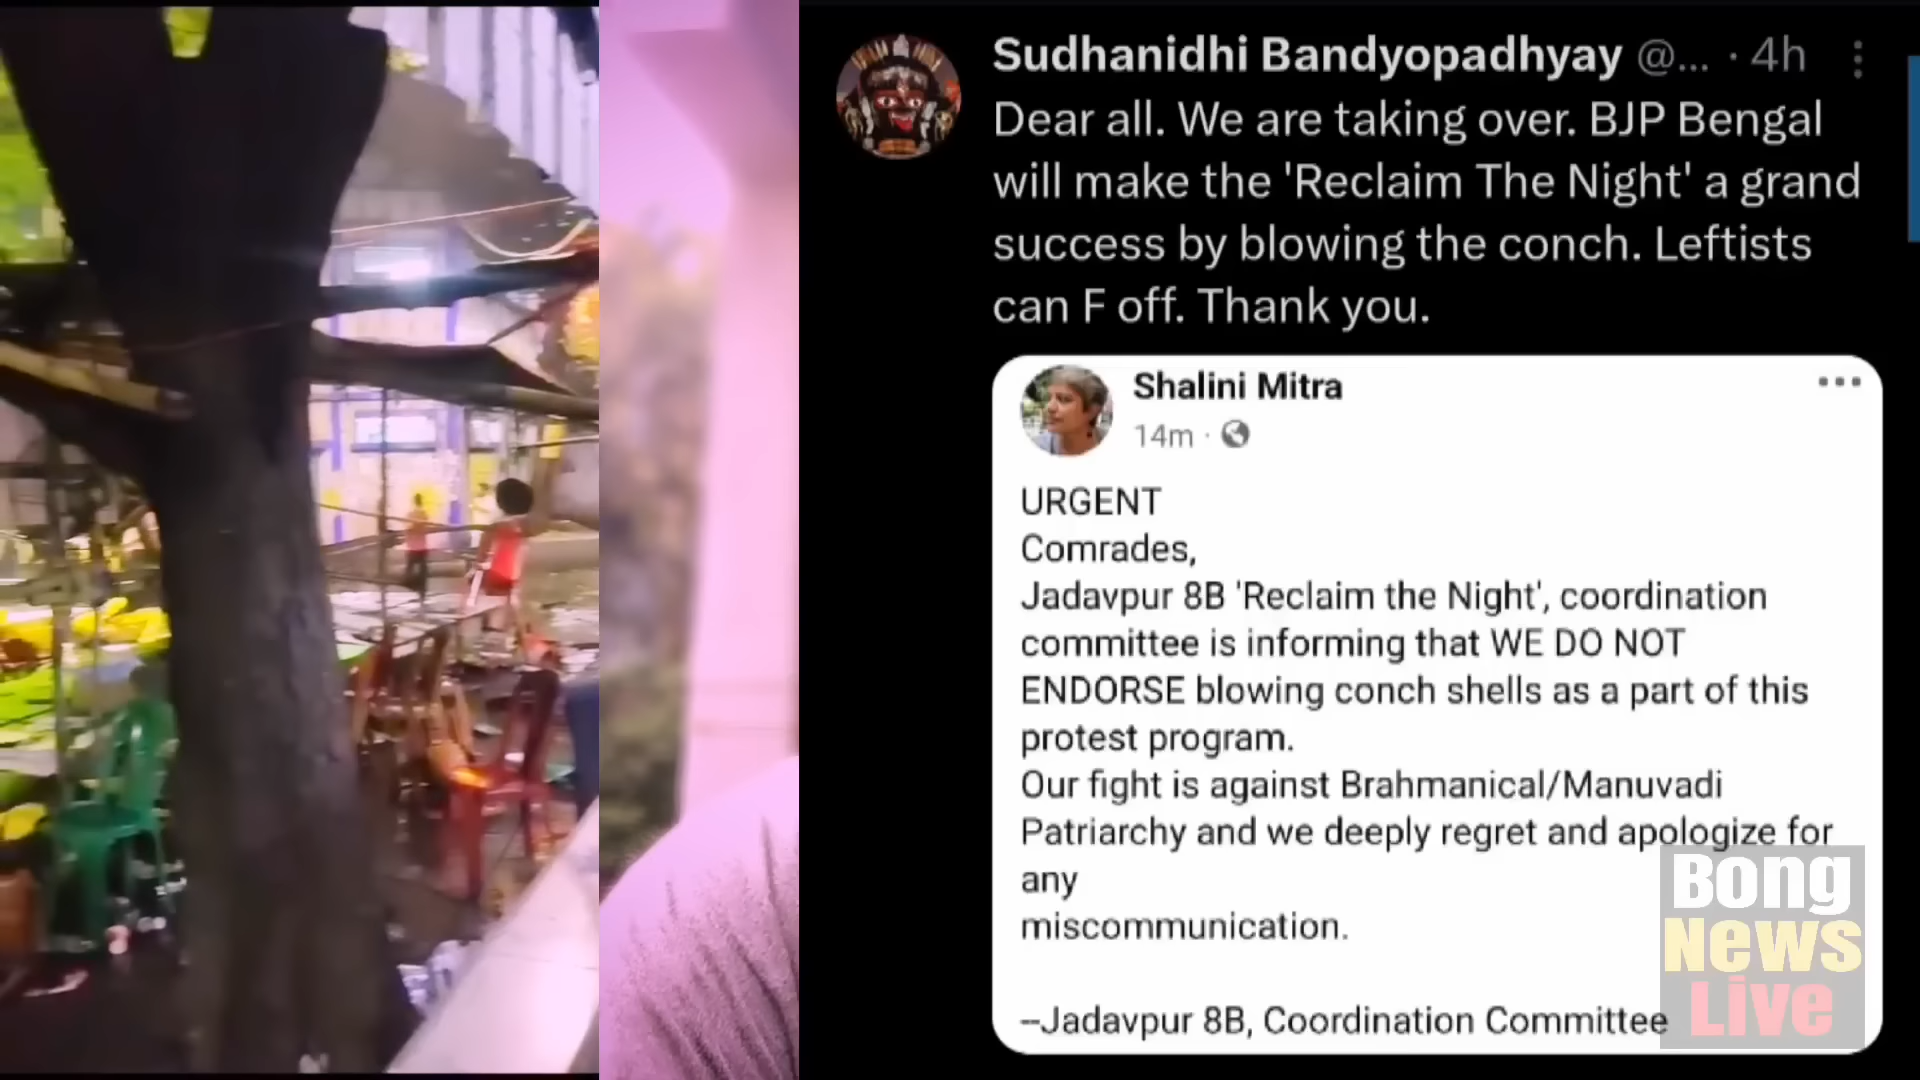 Sudhanidhi Bandyopadhyay @... · 4h
Dear all. We are taking over. BJP Bengal
will make the 'Reclaim The Night' a grand
success by blowing the conch. Leftists
can F off. Thank you.
Shalini Mitra
14m ·
URGENT
Comrades,
Jadavpur 8B 'Reclaim the Night', coordination
committee is informing that WE DO NOT
ENDORSE blowing conch shells as a part of this
protest program.
Our fight is against Brahmanical/Manuvadi
Patriarchy and we deeply regret and apologize for
any
miscommunication.
--Jadavpur 8B, Coordination Committee
Bong
News
Live